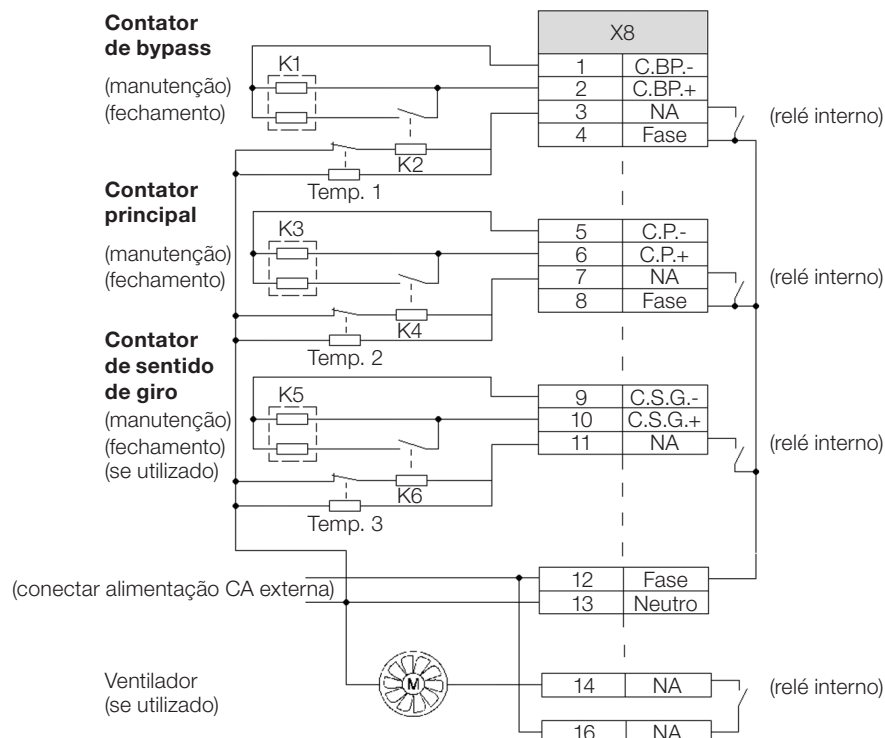 Contator
de bypass
(manutenção)
(fechamento)
K1
K2
Temp. 1
X8
1 C.BP.-
2 C.BP.+
3 NA
4 Fase
(relé interno)
Contator
principal
(manutenção)
(fechamento)
K3
K4
Temp. 2
5 C.P.-
6 C.P.+
7 NA
8 Fase
(relé interno)
Contator
de sentido
de giro
(manutenção)
(fechamento)
(se utilizado)
K5
K6
Temp. 3
9 C.S.G.-
10 C.S.G.+
11 NA
(relé interno)
(conectar alimentação CA externa)
12 Fase
13 Neutro
Ventilador
(se utilizado)
M
14 NA
(relé interno)
16 NA